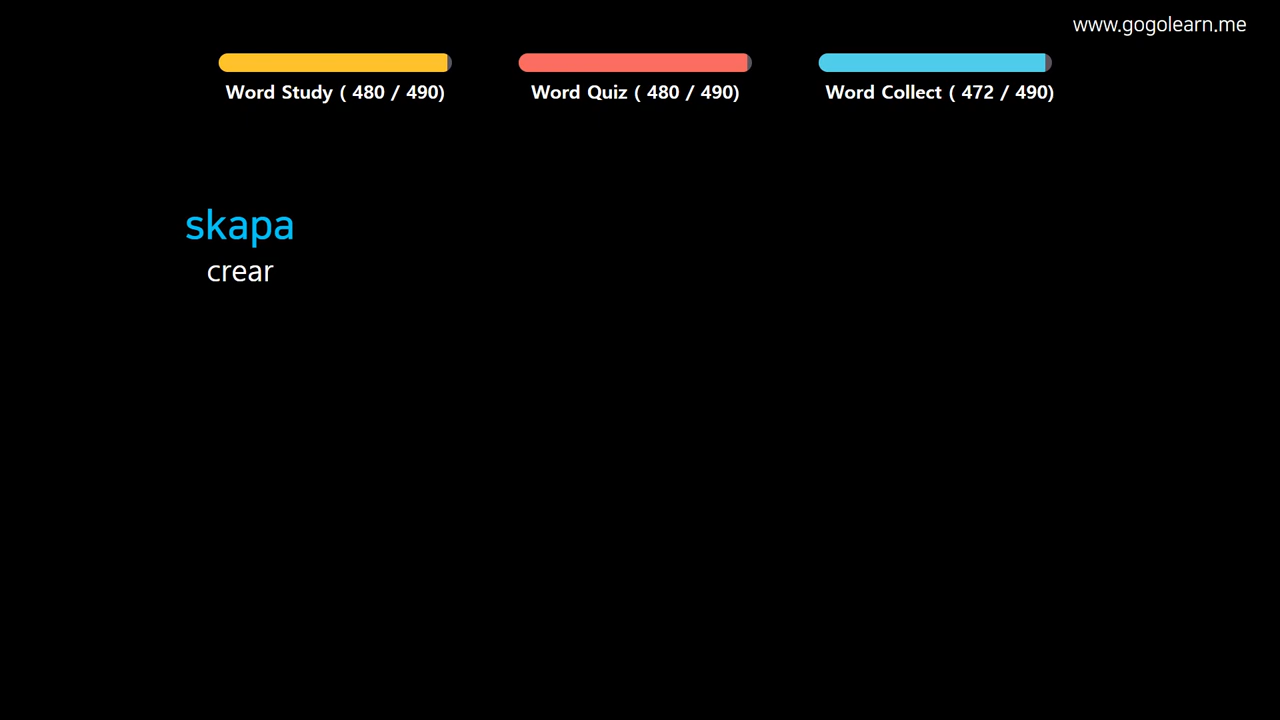 www.gogolearn.me
Word Study ( 480 / 490)
Word Quiz ( 480 / 490)
Word Collect ( 472 / 490)
skapa
crear